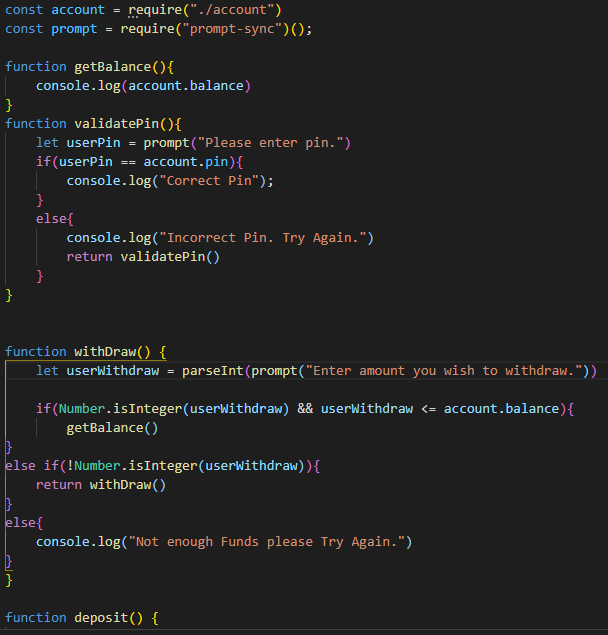 const account = require("./account")
const prompt = require("prompt-sync")();
function getBalance(){
console.log(account.balance)
}
function validatePin(){
let userPin = prompt("Please enter pin.")
if(userPin == account.pin){
console.log("Correct Pin");
}
else{
console.log("Incorrect Pin. Try Again.")
return validatePin()
}
}
function withDraw() {
let userWithdraw = parseInt(prompt("Enter amount you wish to withdraw."))
if(Number.isInteger(userWithdraw) && userWithdraw <= account.balance){
getBalance()
}
else if(!Number.isInteger(userWithdraw)){
return withDraw()
}
else{
console.log("Not enough Funds please Try Again.")
}
}
function deposit() {